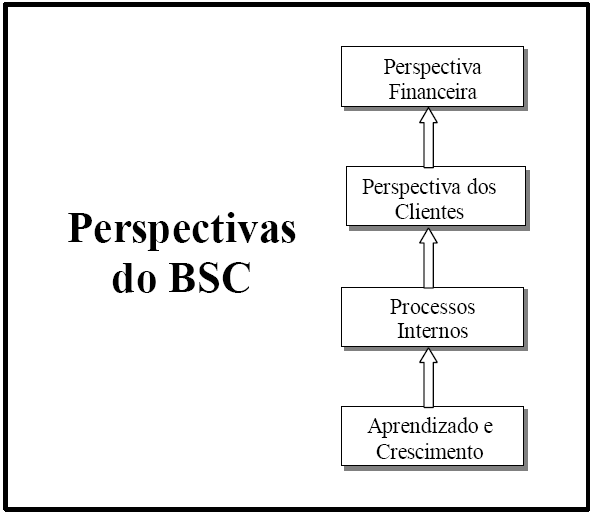 Perspectivas
do BSC
Perspectiva
Financeira
Perspectiva dos
Clientes
Processos
Internos
Aprendizado e
Crescimento